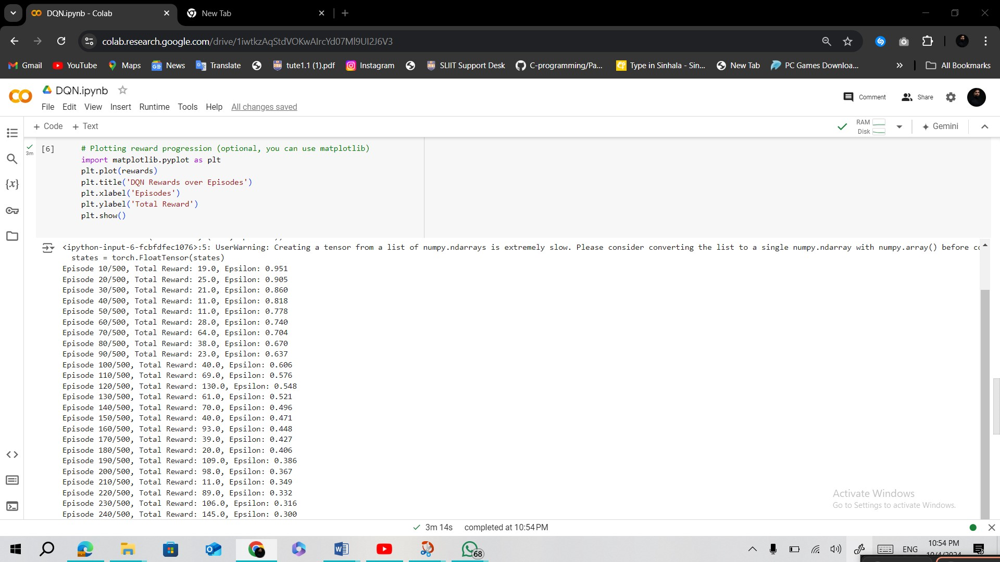 DQN.ipynb - Colab
New Tab
colab.research.google.com/drive/1iwtkzAqStdVOKwAIrcYd07Ml9UI2J6V3
Gmail YouTube Maps News Translate tute1.1 (1).pdf Instagram SLIIT Support Desk C-programming/Pa... Type in Sinhala - Sin... New Tab PC Games Downloa... » All Bookmarks
DQN.ipynb
Comment Share
File Edit View Insert Runtime Tools Help All changes saved
+ Code + Text
RAM
Disk
Gemini
3m
[6]
# Plotting reward progression (optional, you can use matplotlib)
import matplotlib.pyplot as plt
plt.plot(rewards)
plt.title('DQN Rewards over Episodes')
plt.xlabel('Episodes')
plt.ylabel('Total Reward')
plt.show()
<ipython-input-6-fcbfdfec1076>:5: UserWarning: Creating a tensor from a list of numpy.ndarrays is extremely slow. Please consider converting the list to a single numpy.ndarray with numpy.array() before co
states = torch.FloatTensor(states)
Episode 10/500, Total Reward: 19.0, Epsilon: 0.951
Episode 20/500, Total Reward: 25.0, Epsilon: 0.905
Episode 30/500, Total Reward: 21.0, Epsilon: 0.860
Episode 40/500, Total Reward: 11.0, Epsilon: 0.818
Episode 50/500, Total Reward: 11.0, Epsilon: 0.778
Episode 60/500, Total Reward: 28.0, Epsilon: 0.740
Episode 70/500, Total Reward: 64.0, Epsilon: 0.704
Episode 80/500, Total Reward: 38.0, Epsilon: 0.670
Episode 90/500, Total Reward: 23.0, Epsilon: 0.637
Episode 100/500, Total Reward: 40.0, Epsilon: 0.606
Episode 110/500, Total Reward: 69.0, Epsilon: 0.576
Episode 120/500, Total Reward: 130.0, Epsilon: 0.548
Episode 130/500, Total Reward: 61.0, Epsilon: 0.521
Episode 140/500, Total Reward: 70.0, Epsilon: 0.496
Episode 150/500, Total Reward: 40.0, Epsilon: 0.471
Episode 160/500, Total Reward: 93.0, Epsilon: 0.448
Episode 170/500, Total Reward: 39.0, Epsilon: 0.427
Episode 180/500, Total Reward: 20.0, Epsilon: 0.406
Episode 190/500, Total Reward: 109.0, Epsilon: 0.386
Episode 200/500, Total Reward: 98.0, Epsilon: 0.367
Episode 210/500, Total Reward: 11.0, Epsilon: 0.349
Episode 220/500, Total Reward: 89.0, Epsilon: 0.332
Episode 230/500, Total Reward: 106.0, Epsilon: 0.316
Episode 240/500, Total Reward: 145.0, Epsilon: 0.300
Activate Windows
Go to Settings to activate Windows.
3m 14s completed at 10:54 PM
68
ENG
10:54 PM